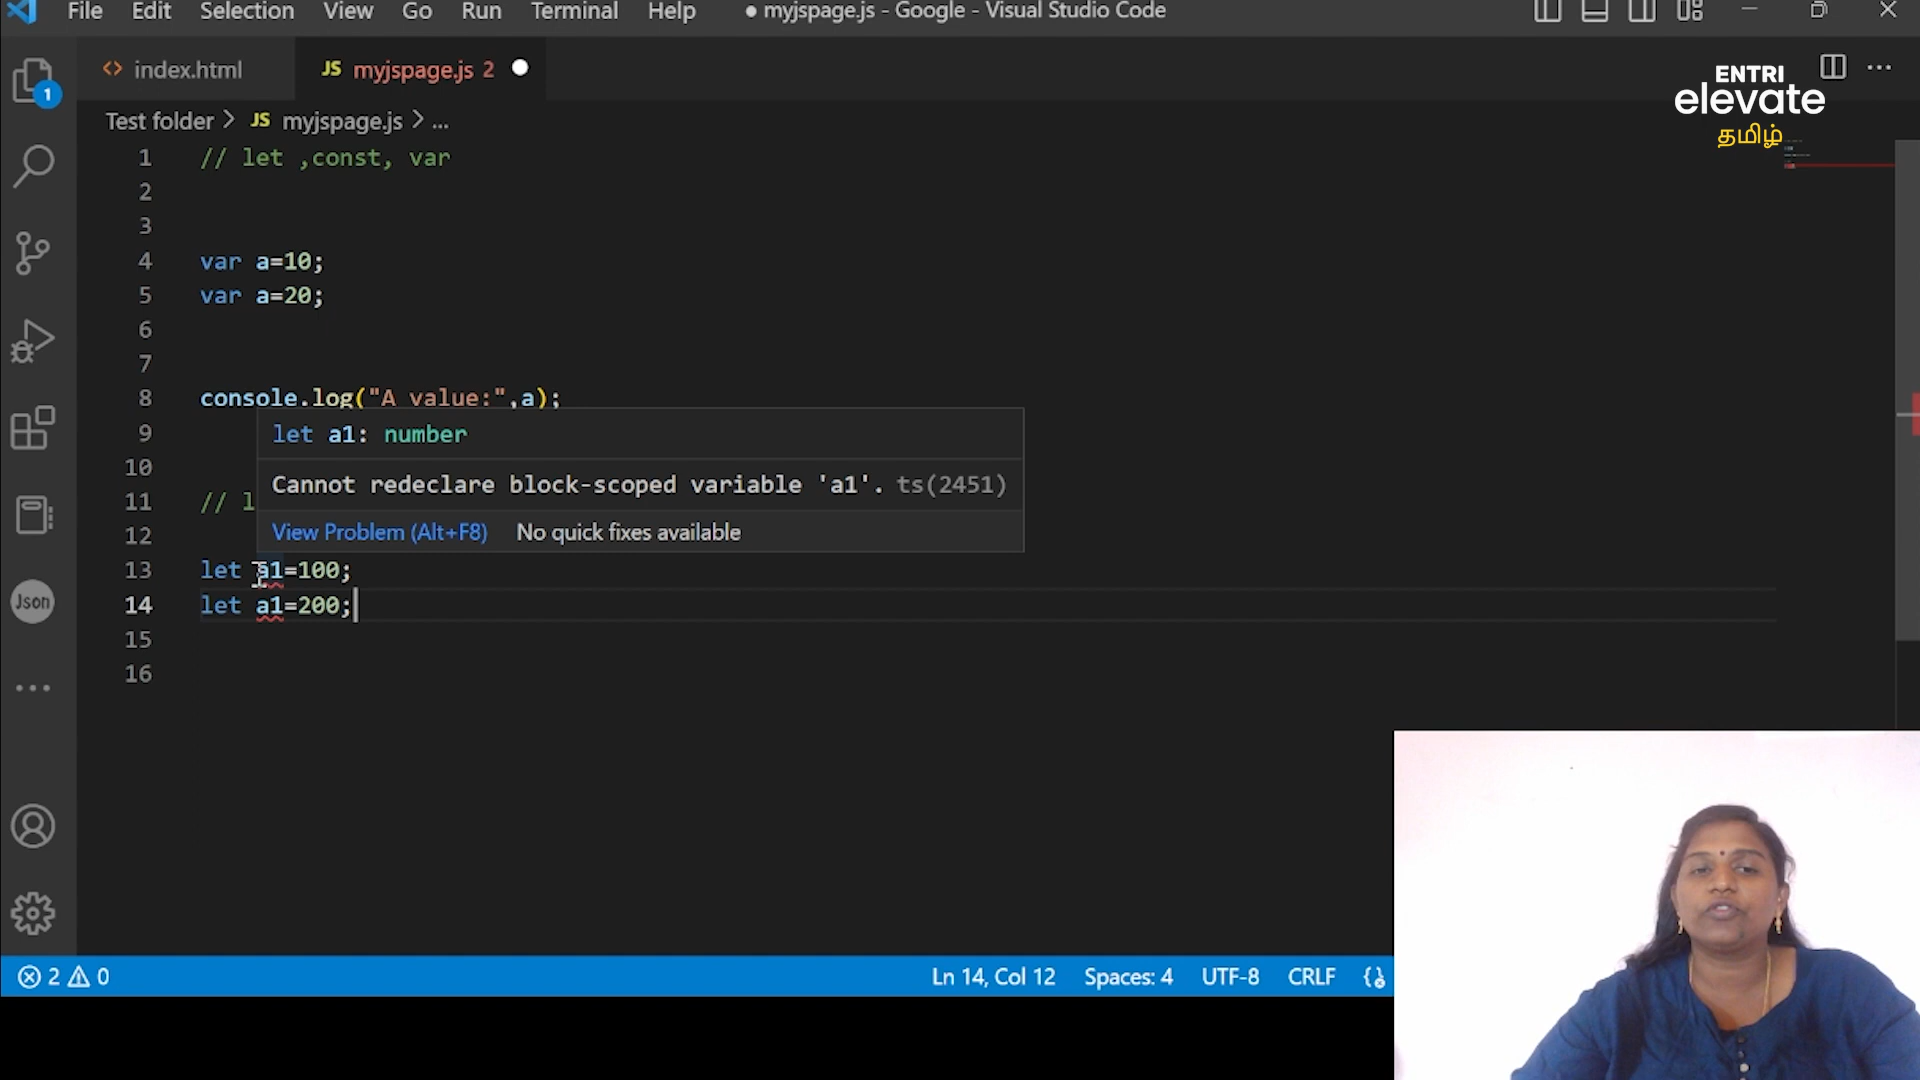 File Edit Selection View Go Run Terminal Help ● myjspage.js - Google - Visual Studio Code
<> index.html JS myjspage.js 2
ENTRI
elevate
தமிழ்
1
Test folder > JS myjspage.js > ...
1 // let ,const, var
2
3
4 var a=10;
5 var a=20;
6
7
8 console.log("A value:",a);
9
let a1: number
10
Cannot redeclare block-scoped variable 'a1'. ts(2451)
11 // l
12
View Problem (Alt+F8) No quick fixes available
13 let a1=100;
14 let a1=200;
15
16
Json
2 0 Ln 14, Col 12 Spaces: 4 UTF-8 CRLF {